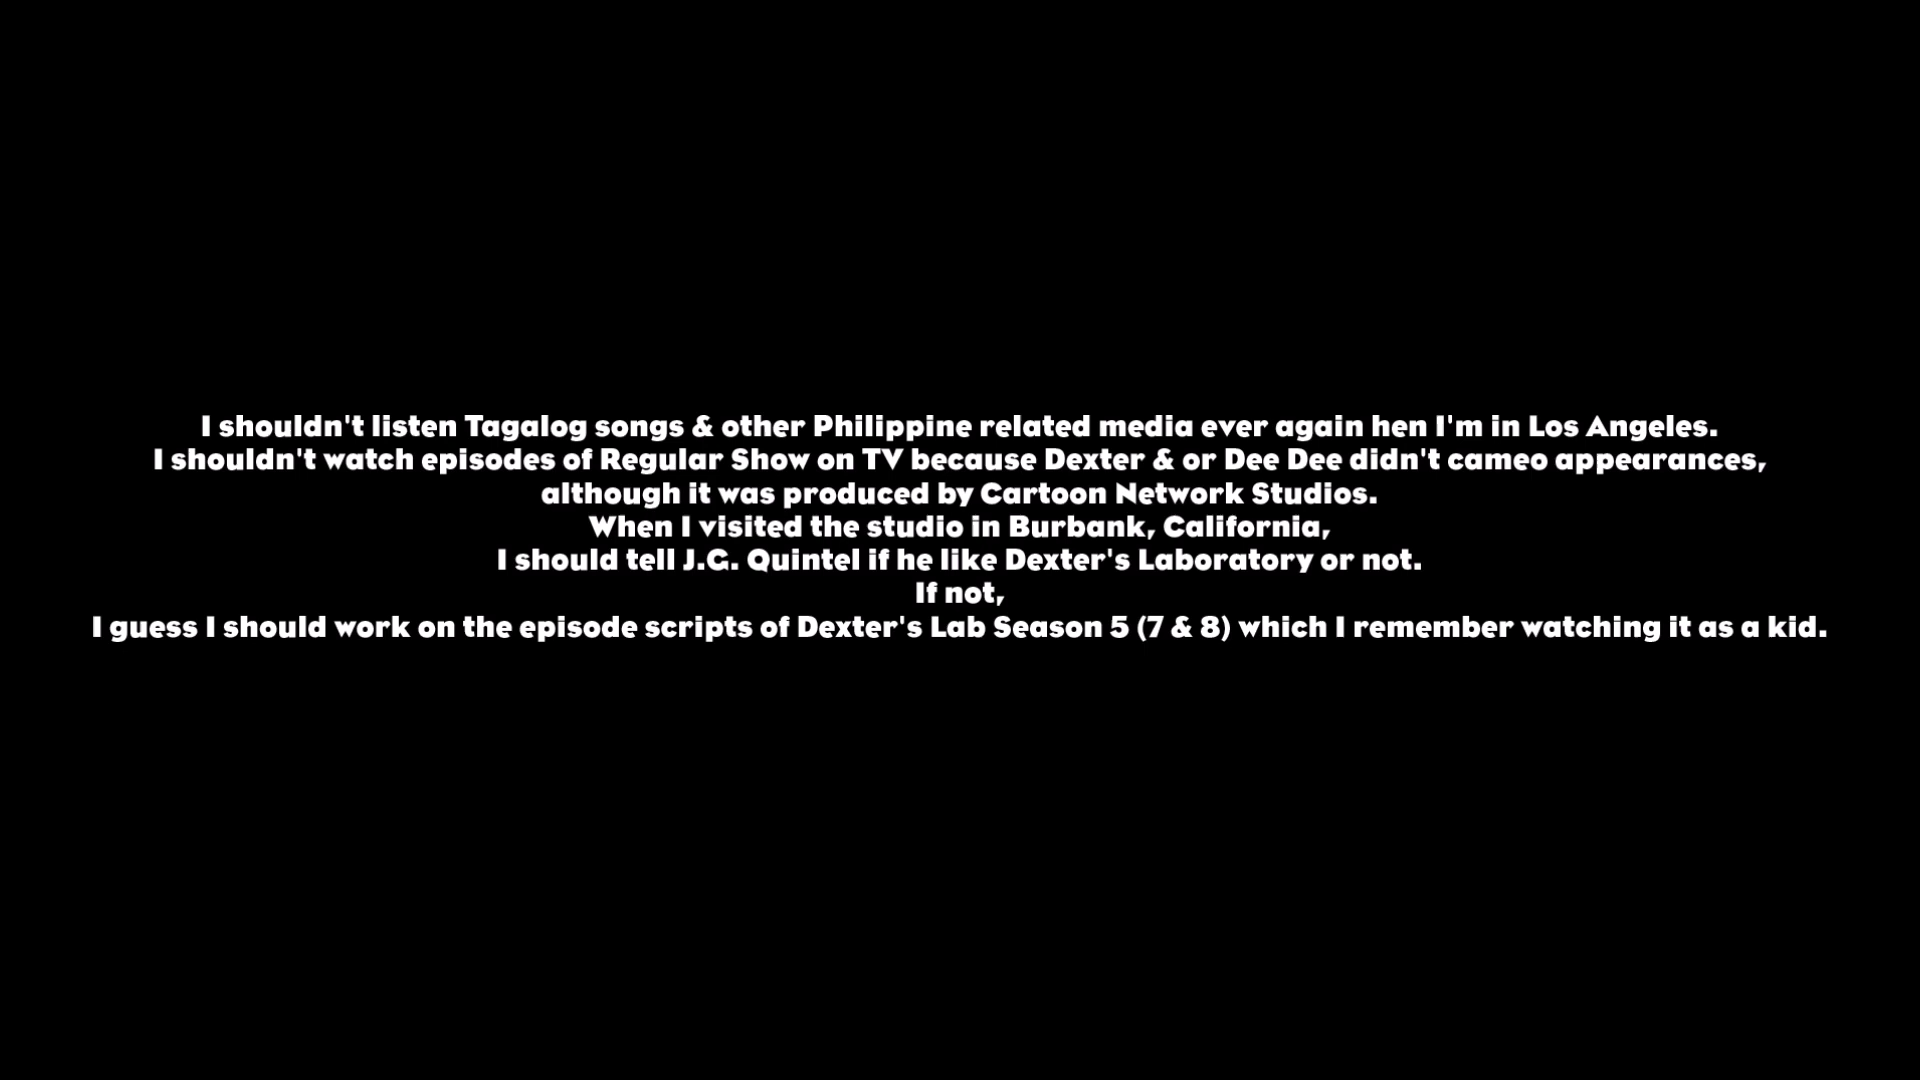 I shouldn't listen Tagalog songs & other Philippine related media ever again hen I'm in Los Angeles.
I shouldn't watch episodes of Regular Show on TV because Dexter & or Dee Dee didn't cameo appearances,
although it was produced by Cartoon Network Studios.
When I visited the studio in Burbank, California,
I should tell J.G. Quintel if he like Dexter's Laboratory or not.
If not,
I guess I should work on the episode scripts of Dexter's Lab Season 5 (7 & 8) which I remember watching it as a kid.